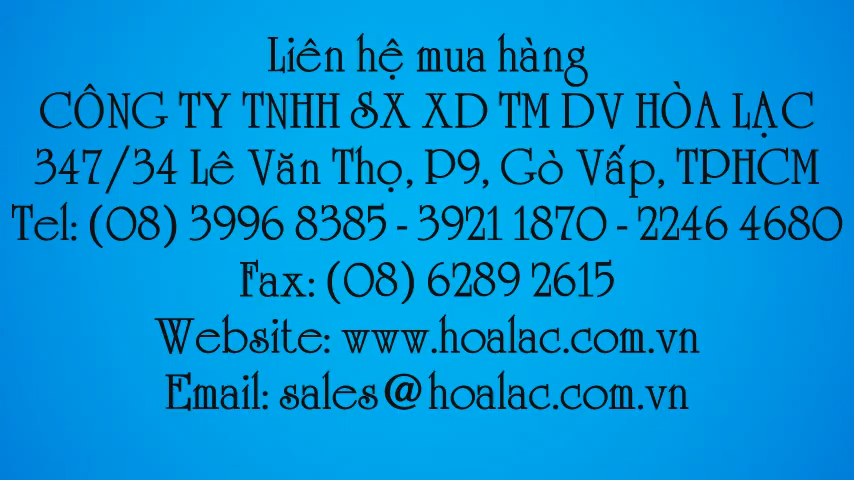 Liên hệ mua hàng
CÔNG TY TNHH SX XD TM DV HÒA LẠC
347/34 Lê Văn Thọ, P9, Gò Vấp, TPHCM
Tel: (08) 3996 8385 - 3921 1870 - 2246 4680
Fax: (08) 6289 2615
Website: www.hoalac.com.vn
Email: sales@hoalac.com.vn